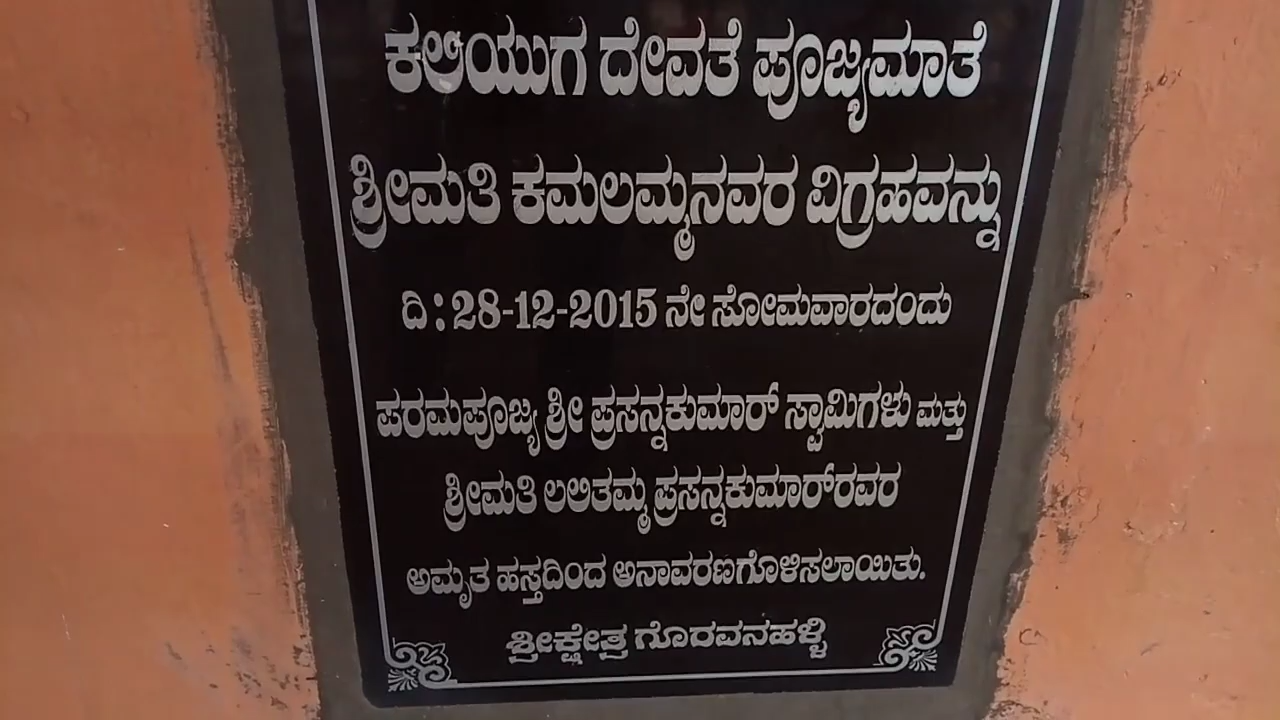 ಕಲಿಯುಗ ದೇವತೆ ಪೂಜ್ಯಮಾತೆ
ಶ್ರೀಮತಿ ಕಮಲಮ್ಮನವರ ವಿಗ್ರಹವನ್ನು
ದಿ : 28-12-2015 ನೇ ಸೋಮವಾರದಂದು
ಪರಮಪೂಜ್ಯ ಶ್ರೀ ಪ್ರಸನ್ನಕುಮಾರ್ ಸ್ವಾಮಿಗಳು ಮತ್ತು
ಶ್ರೀಮತಿ ಲಲಿತಮ್ಮ ಪ್ರಸನ್ನಕುಮಾರ್‌ರವರ
ಅಮೃತ ಹಸ್ತದಿಂದ ಅನಾವರಣಗೊಳಿಸಲಾಯಿತು.
ಶ್ರೀಕ್ಷೇತ್ರ ಗೊರವನಹಳ್ಳಿ